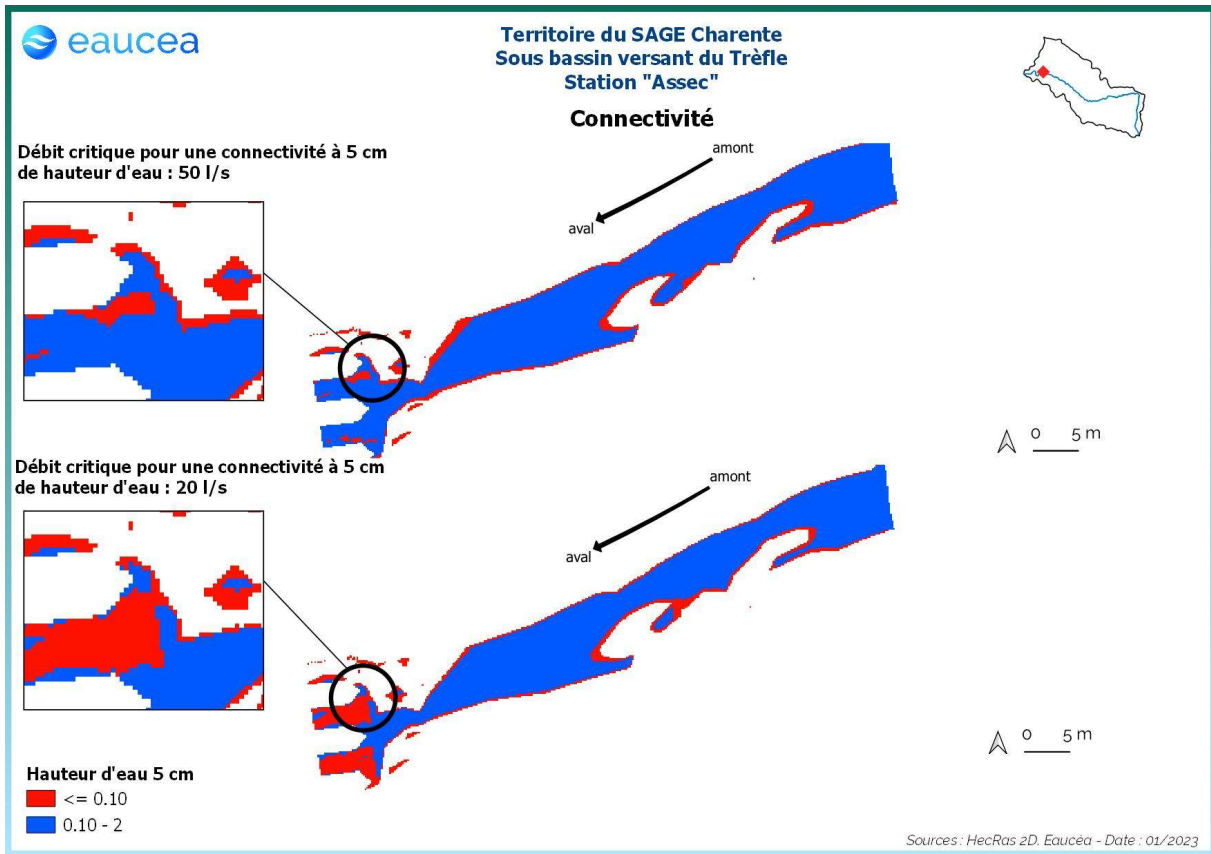 eaucea
Territoire du SAGE Charente
Sous bassin versant du Trèfle
Station "Assec"
Connectivité
Débit critique pour une connectivité à 5 cm
de hauteur d'eau : 50 l/s
amont
aval
0 5 m
Débit critique pour une connectivité à 5 cm
de hauteur d'eau : 20 l/s
amont
aval
0 5 m
Hauteur d'eau 5 cm
<= 0.10
0.10 - 2
Sources : HecRas 2D. Eaucéa - Date : 01/2023